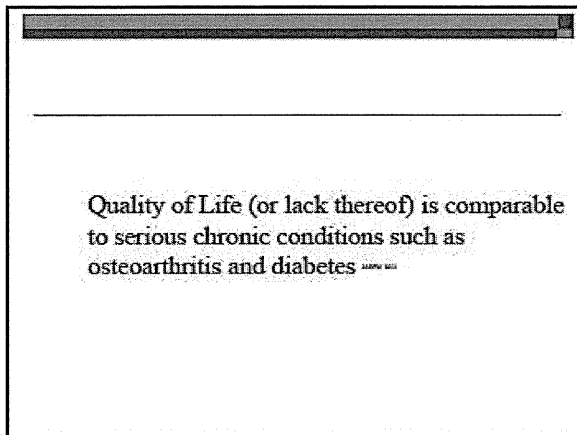 Quality of Life (or lack thereof) is comparable
to serious chronic conditions such as
osteoarthritis and diabetes